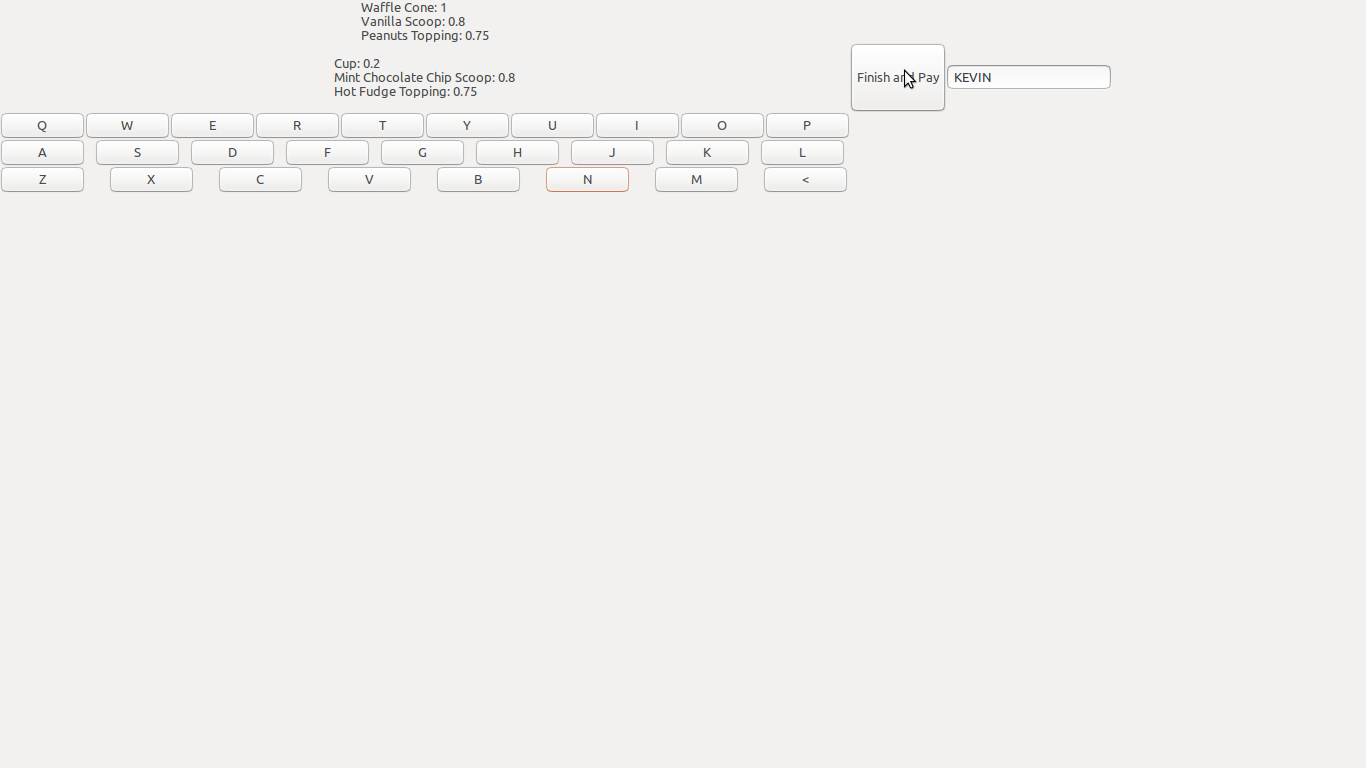 Waffle Cone: 1
Vanilla Scoop: 0.8
Peanuts Topping: 0.75
Cup: 0.2
Mint Chocolate Chip Scoop: 0.8
Hot Fudge Topping: 0.75
Finish and Pay
KEVIN
Q W E R T Y U I O P
A S D F G H J K L
Z X C V B N M <